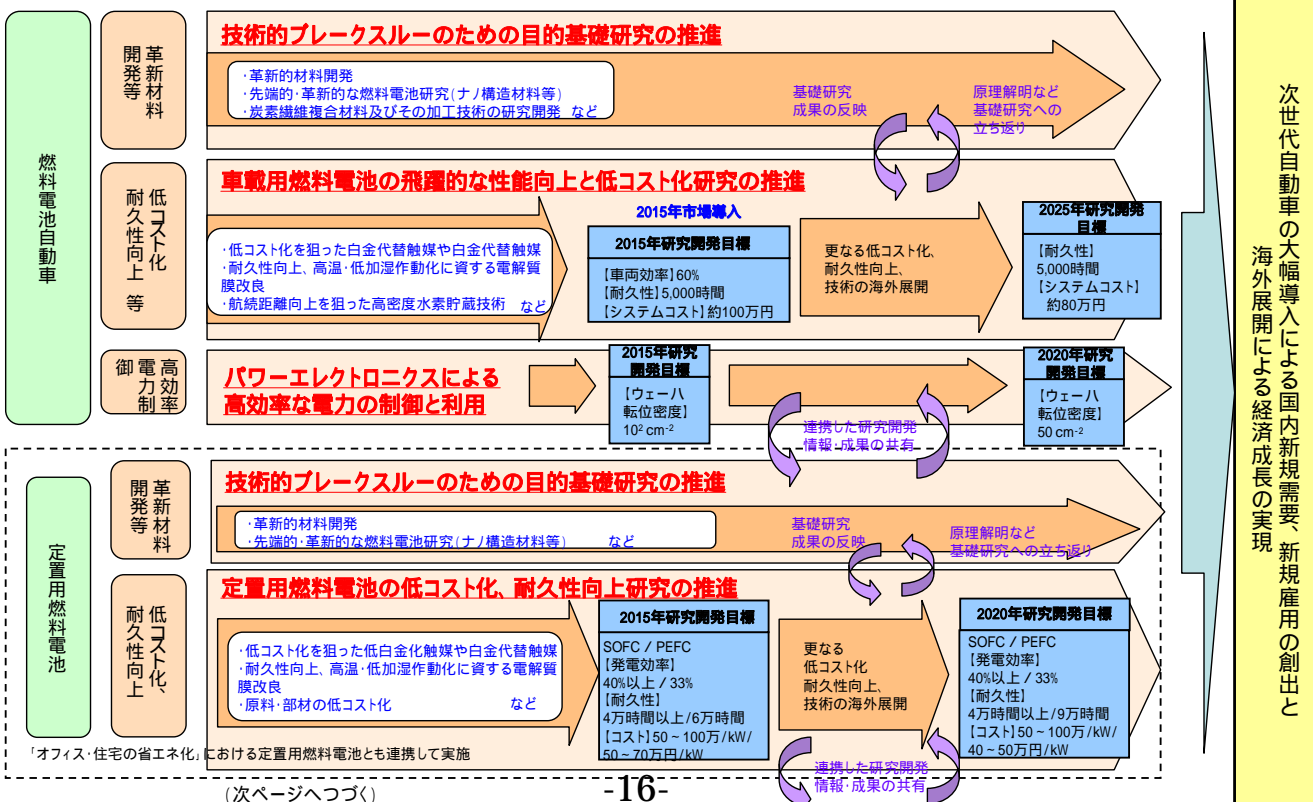 燃料電池自動車
革新材料
開発等
技術的ブレークスルーのための目的基礎研究の推進
・革新的材料開発
・先端的・革新的な燃料電池研究(ナノ構造材料等)
・炭素繊維複合材料及びその加工技術の研究開発 など
基礎研究
成果の反映
原理解明など
基礎研究への
立ち返り
低コスト化
耐久性向上 等
車載用燃料電池の飛躍的な性能向上と低コスト化研究の推進
・低コスト化を狙った白金代替触媒や白金代替触媒
・耐久性向上、高温・低加湿作動化に資する電解質
膜改良
・航続距離向上を狙った高密度水素貯蔵技術 など
2015年市場導入
2015年研究開発目標
【車両効率】60%
【耐久性】5,000時間
【システムコスト】約100万円
更なる低コスト化、
耐久性向上、
技術の海外展開
2025年研究開発
目標
【耐久性】
5,000時間
【システムコスト】
約80万円
高効率
電力制
御
パワーエレクトロニクスによる
高効率な電力の制御と利用
2015年研究
開発目標
【ウェーハ
転位密度】
10² cm⁻²
2020年研究
開発目標
【ウェーハ
転位密度】
50 cm⁻²
連携した研究開発
情報・成果の共有
定置用燃料電池
革新材料
開発等
技術的ブレークスルーのための目的基礎研究の推進
・革新的材料開発
・先端的・革新的な燃料電池研究(ナノ構造材料等) など
基礎研究
成果の反映
原理解明など
基礎研究への立ち返り
低コスト化、
耐久性向上
定置用燃料電池の低コスト化、耐久性向上研究の推進
・低コスト化を狙った低白金化触媒や白金代替触媒
・耐久性向上、高温・低加湿作動化に資する電解質
膜改良
・原料・部材の低コスト化 など
2015年研究開発目標
SOFC / PEFC
【発電効率】
40%以上 / 33%
【耐久性】
4万時間以上/6万時間
【コスト】50~100万/kW/
50~70万円/kW
更なる
低コスト化
耐久性向上、
技術の海外展開
2020年研究開発目標
SOFC / PEFC
【発電効率】
40%以上 / 33%
【耐久性】
4万時間以上/9万時間
【コスト】50~100万/kW/
40~50万円/kW
連携した研究開発
情報・成果の共有
「オフィス・住宅の省エネ化」における定置用燃料電池とも連携して実施
次世代自動車の大幅導入による国内新規需要、新規雇用の創出と
海外展開による経済成長の実現
(次ページへつづく)
-16-